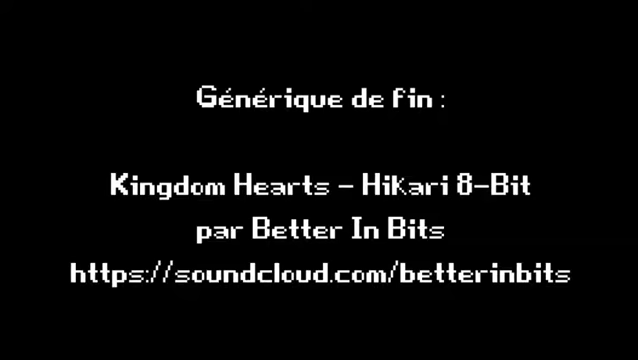 Générique de fin :
Kingdom Hearts - Hikari 8-Bit
par Better In Bits
https://soundcloud.com/betterinbits